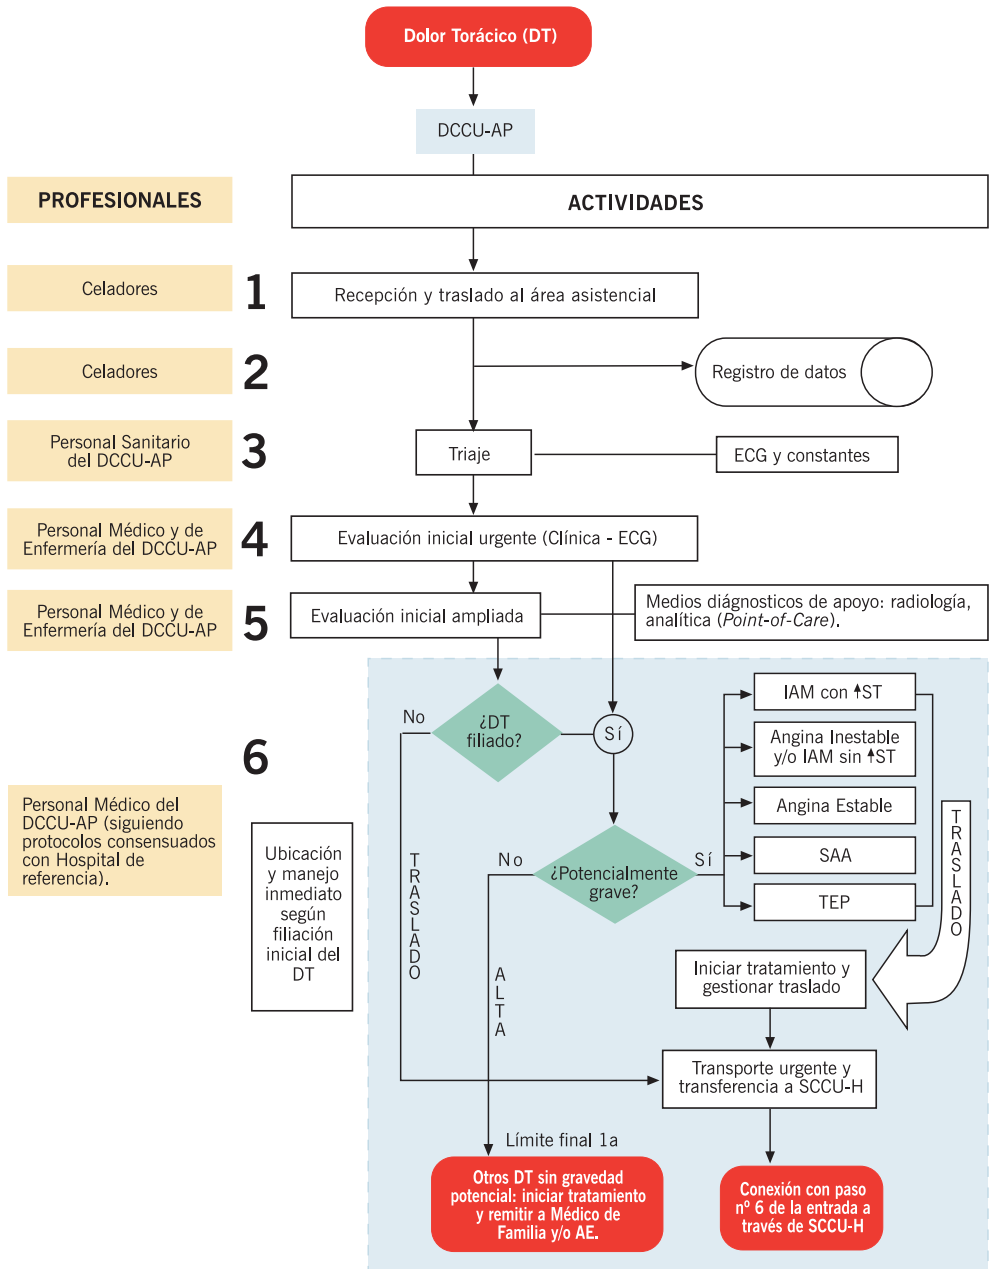 Dolor Torácico (DT)
DCCU-AP
PROFESIONALES
ACTIVIDADES
Celadores
1
Recepción y traslado al área asistencial
Celadores
2
Registro de datos
Personal Sanitario
del DCCU-AP
3
Triaje
ECG y constantes
Personal Médico y de
Enfermería del DCCU-AP
4
Evaluación inicial urgente (Clínica - ECG)
Personal Médico y de
Enfermería del DCCU-AP
5
Evaluación inicial ampliada
Medios diágnosticos de apoyo: radiología,
analítica (Point-of-Care).
6
Personal Médico del
DCCU-AP (siguiendo
protocolos consensuados
con Hospital de
referencia).
Ubicación
y manejo
inmediato
según
filiación
inicial del
DT
No
¿DT
filiado?
Sí
TRASLADO
No
¿Potencialmente
grave?
Sí
ALTA
IAM con ↑ST
Angina Inestable
y/o IAM sin ↑ST
Angina Estable
SAA
TEP
TRASLADO
Iniciar tratamiento y
gestionar traslado
Transporte urgente y
transferencia a SCCU-H
Límite final 1a
Otros DT sin gravedad
potencial: iniciar tratamiento
y remitir a Médico de
Familia y/o AE.
Conexión con paso
nº 6 de la entrada a
través de SCCU-H